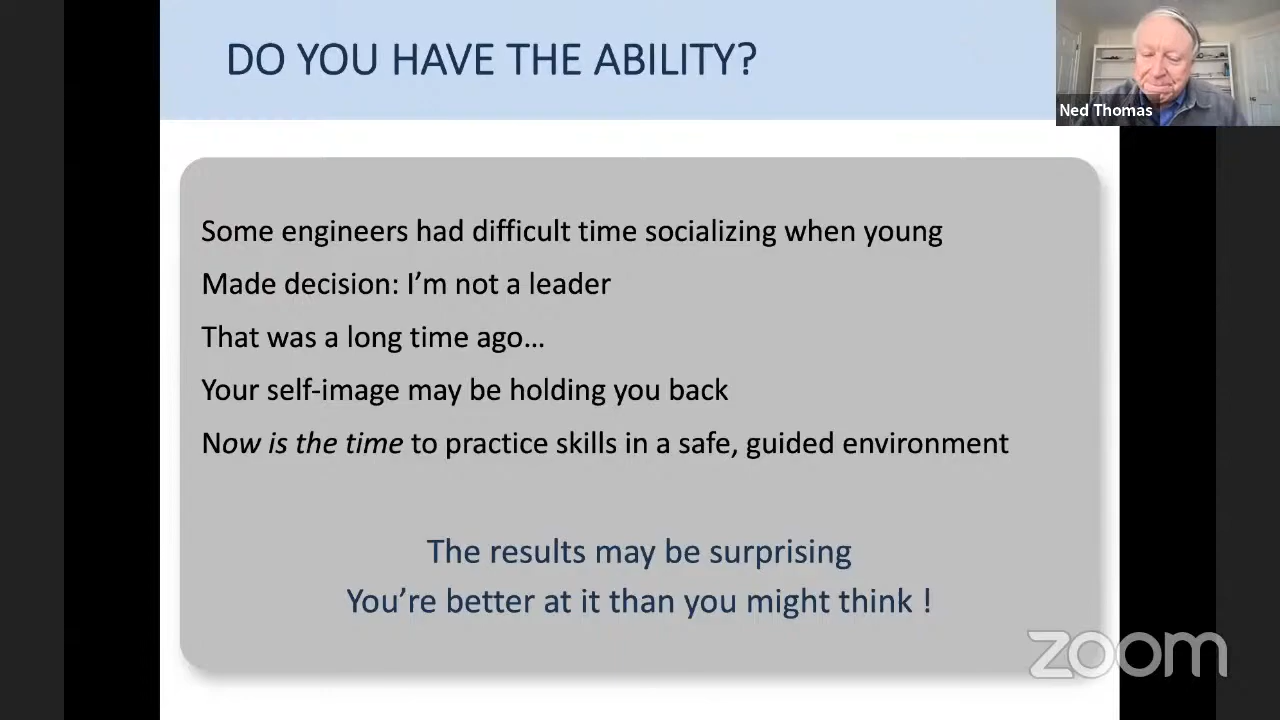 DO YOU HAVE THE ABILITY?
Ned Thomas
Some engineers had difficult time socializing when young
Made decision: I’m not a leader
That was a long time ago...
Your self-image may be holding you back
Now is the time to practice skills in a safe, guided environment
The results may be surprising
You’re better at it than you might think !
zoom